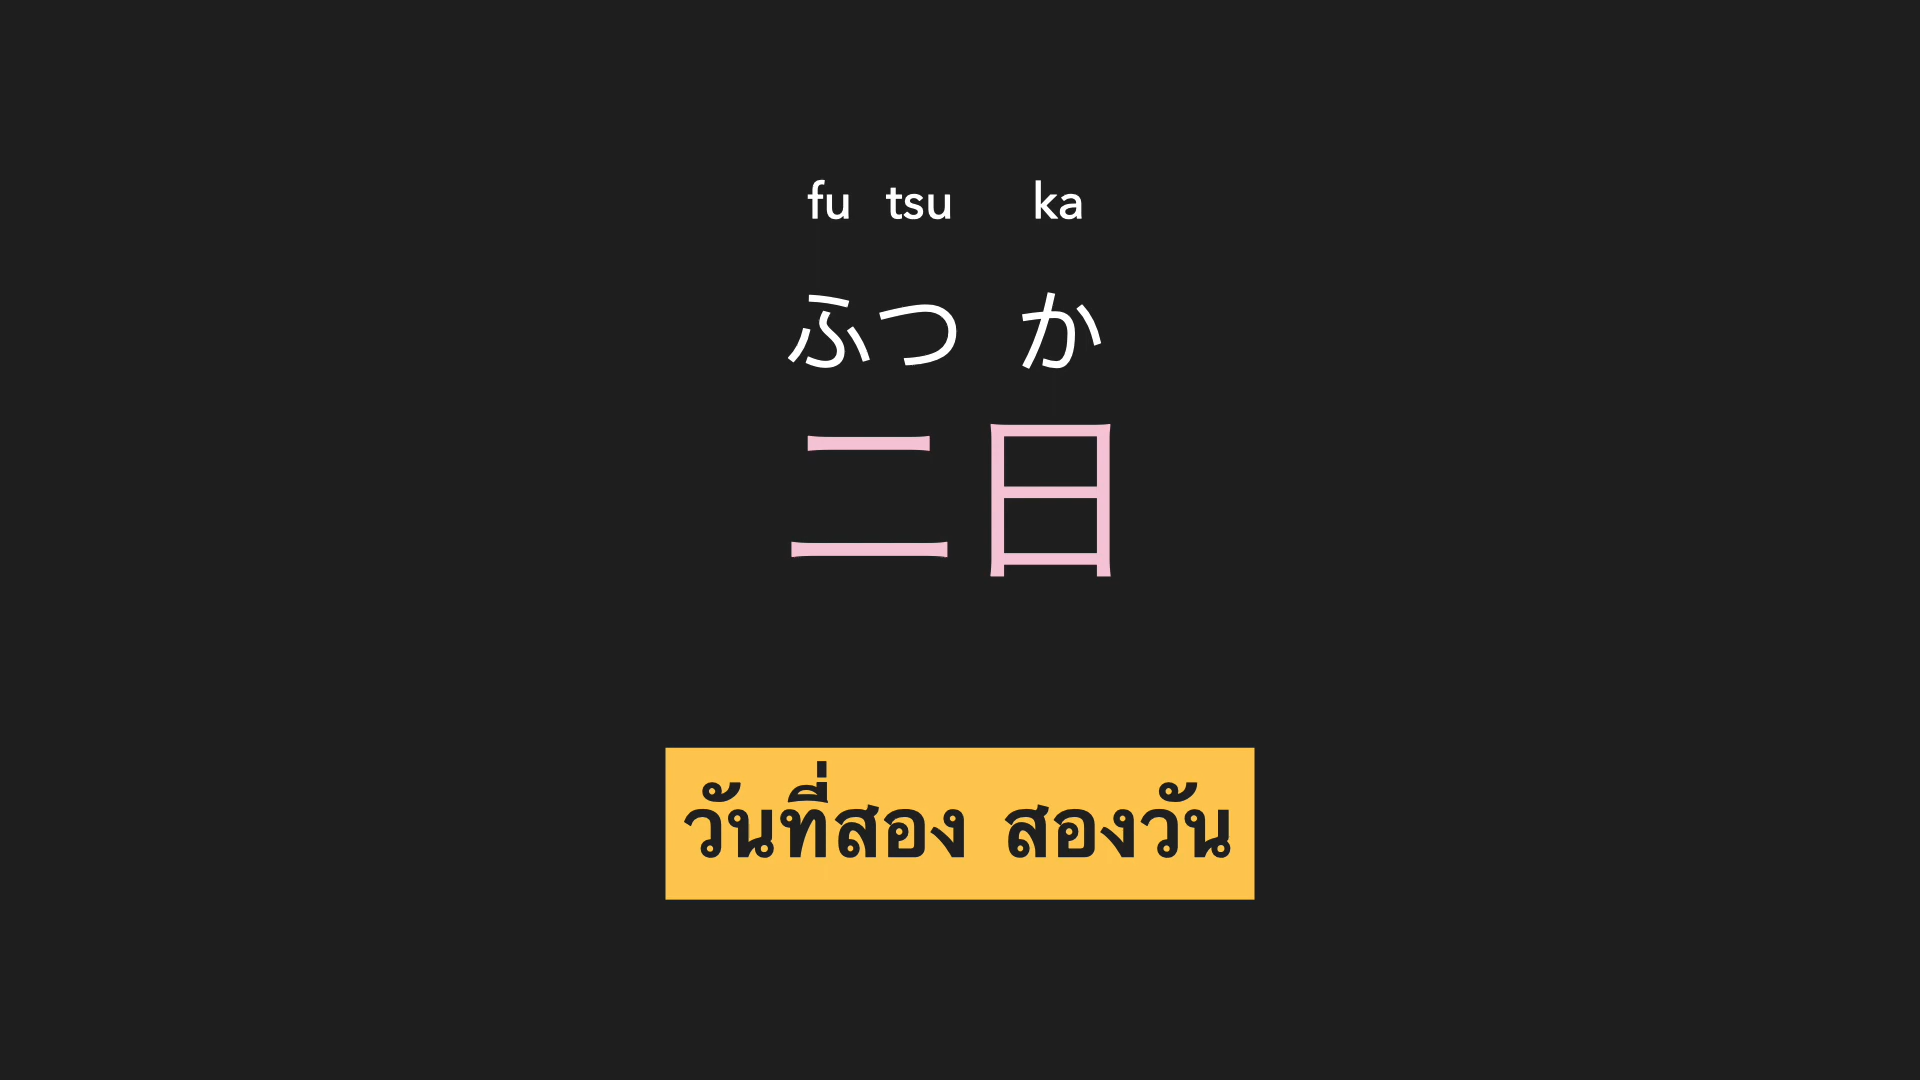 fu tsu ka
ふつ か
二日
วันที่สอง สองวัน